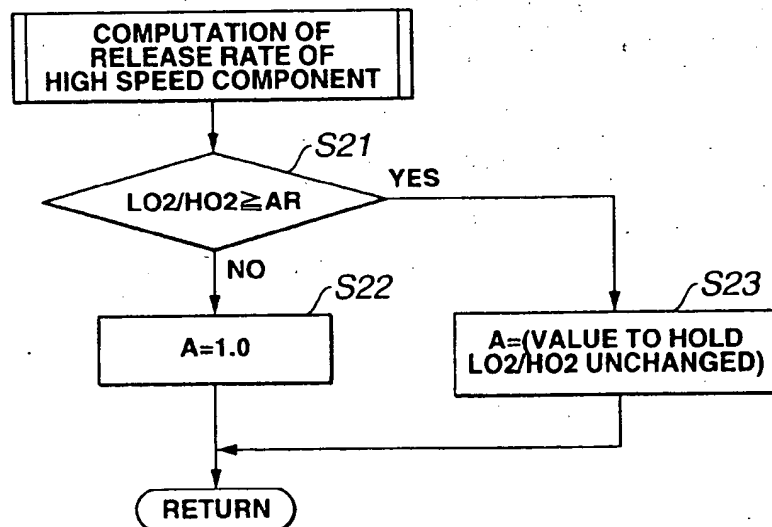 COMPUTATION OF
RELEASE RATE OF
HIGH SPEED COMPONENT
S21
LO2/HO2≧AR
YES
NO
S22
A=1.0
S23
A=(VALUE TO HOLD
LO2/HO2 UNCHANGED)
RETURN